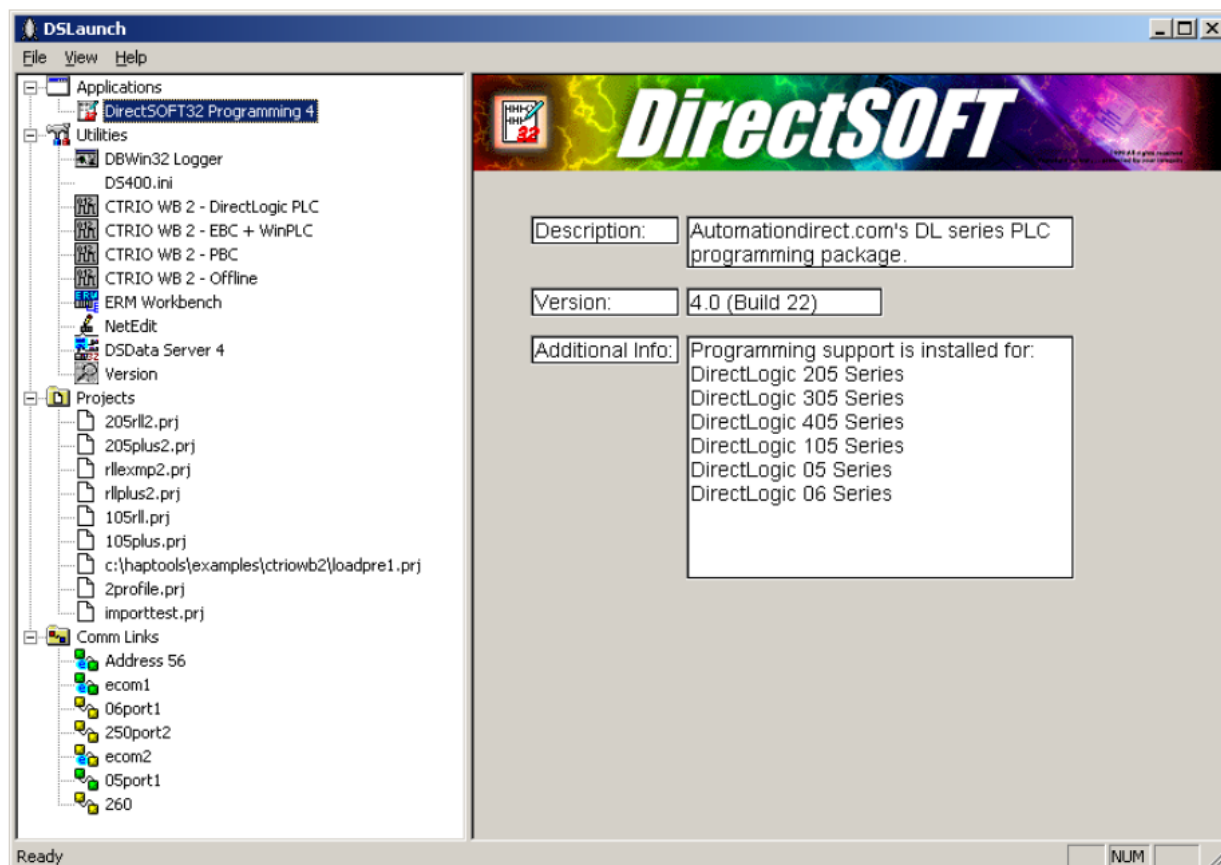 DSLaunch
File View Help
Applications
DirectSOFT32 Programming 4
Utilities
DBWin32 Logger
DS400.ini
CTRIO WB 2 - DirectLogic PLC
CTRIO WB 2 - EBC + WinPLC
CTRIO WB 2 - PBC
CTRIO WB 2 - Offline
ERM Workbench
NetEdit
DSData Server 4
Version
Projects
205rll2.prj
205plus2.prj
rllexmp2.prj
rllplus2.prj
105rll.prj
105plus.prj
c:\haptools\examples\ctriowb2\loadpre1.prj
2profile.prj
importtest.prj
Comm Links
Address 56
ecom1
06port1
250port2
ecom2
05port1
260
32
DirectSOFT
All rights reserved
Description:
Automationdirect.com's DL series PLC
programming package.
Version:
4.0 (Build 22)
Additional Info:
Programming support is installed for:
DirectLogic 205 Series
DirectLogic 305 Series
DirectLogic 405 Series
DirectLogic 105 Series
DirectLogic 05 Series
DirectLogic 06 Series
Ready
NUM